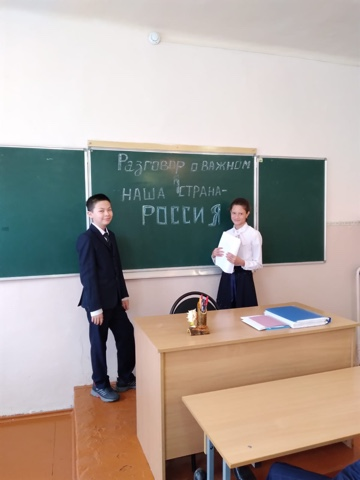 Разговор о важном
наша страна-
Россия